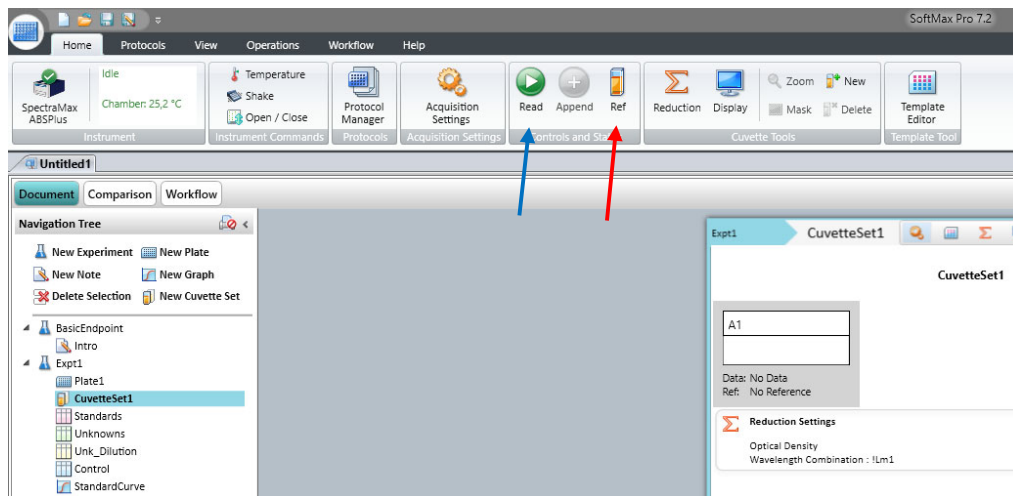 SoftMax Pro 7.2
Home Protocols View Operations Workflow Help
SpectraMax ABSPlus
Idle
Chamber: 25,2 °C
Instrument
Temperature
Shake
Open / Close
Instrument Commands
Protocol Manager
Protocols
Acquisition Settings
Acquisition Settings
Read Append Ref
Controls and Sta
Reduction Display
Zoom New
Mask Delete
Cuvette Tools
Template Editor
Template Tool
Untitled1
Document Comparison Workflow
Navigation Tree
New Experiment New Plate
New Note New Graph
Delete Selection New Cuvette Set
BasicEndpoint
Intro
Expt1
Plate1
CuvetteSet1
Standards
Unknowns
Unk_Dilution
Control
StandardCurve
Expt1 CuvetteSet1
CuvetteSet1
A1
Data: No Data
Ref: No Reference
Reduction Settings
Optical Density
Wavelength Combination : !Lm1